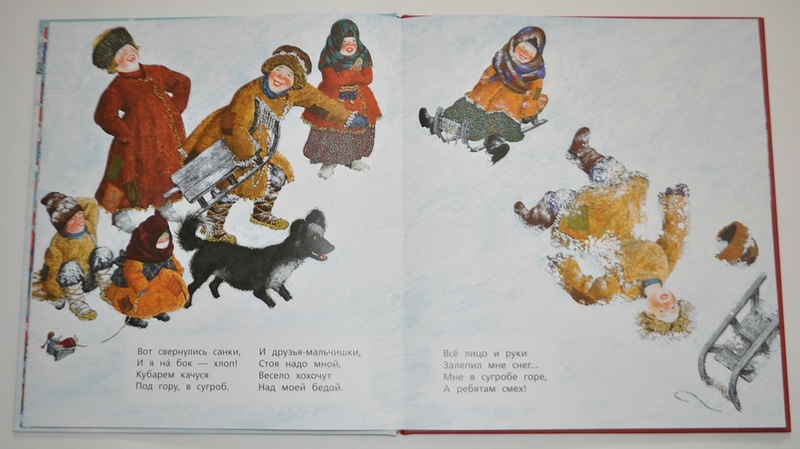 Вот свернулись санки,
И я на́ бок — хлоп!
Кубарем качуся
Под гору, в сугроб.
И друзья-мальчишки,
Стоя надо мной,
Весело хохочут
Над моей бедой.
Всё лицо и руки
Залепил мне снег...
Мне в сугробе горе,
А ребятам смех!